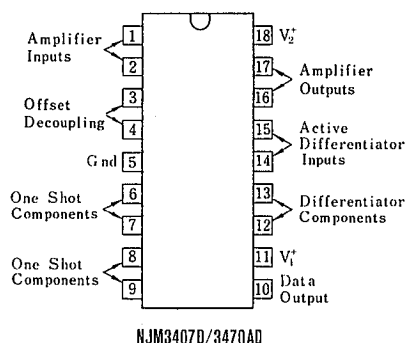 Amplifier
Inputs
1
2
Offset
Decoupling
3
4
Gnd 5
One Shot
Components
6
7
One Shot
Components
8
9
18 V₂⁺
17
16
Amplifier
Outputs
15
14
Active
Differentiator
Inputs
13
12
Differentiator
Components
11 V₁⁺
10 Data
Output
NJM3407D/3470AD